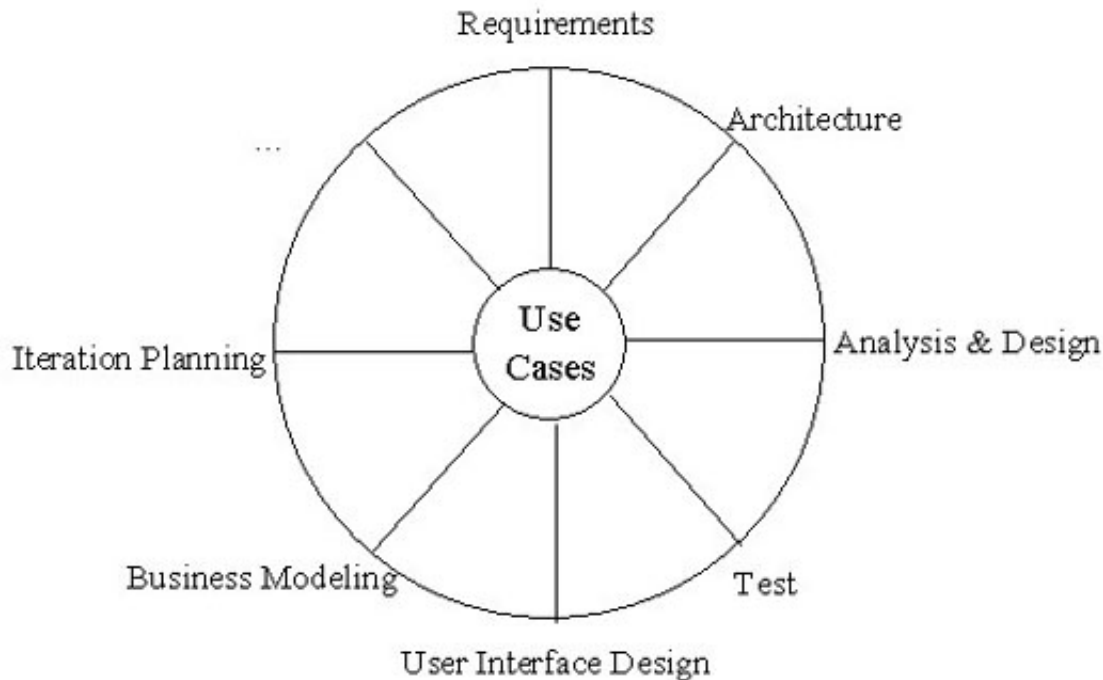 Requirements
Architecture
...
Use
Cases
Iteration Planning
Analysis & Design
Business Modeling
Test
User Interface Design